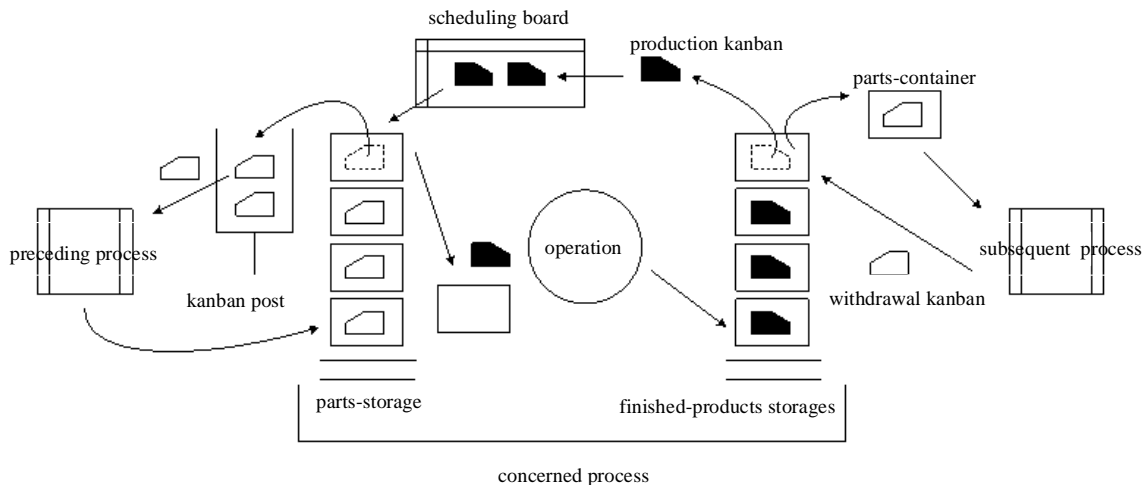 scheduling board
production kanban
parts-container
preceding process
operation
subsequent process
kanban post
withdrawal kanban
parts-storage
finished-products storages
concerned process